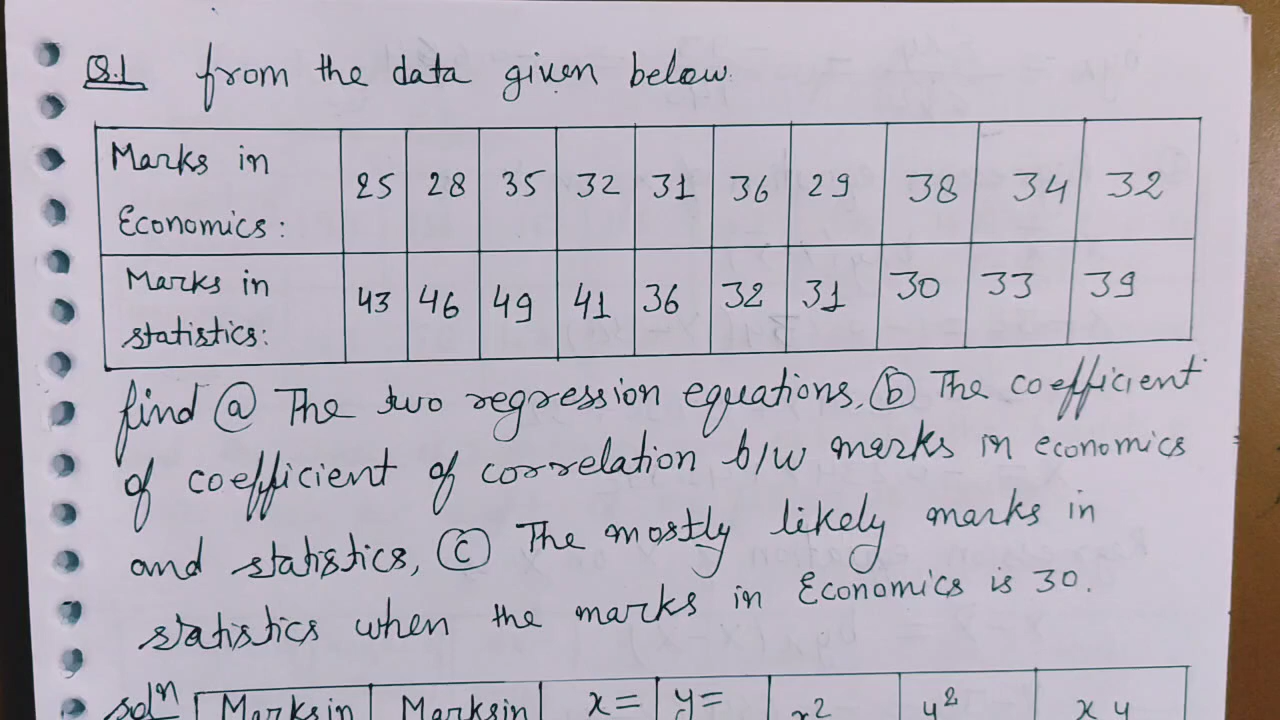 Q.1 from the data given below.
Marks in Economics: 25 28 35 32 31 36 29 38 34 32
Marks in statistics: 43 46 49 41 36 32 31 30 33 39
find (a) The two regression equations, (b) The coefficient
of coefficient of correlation b/w marks in economics
and statistics, (c) The mostly likely marks in
statistics when the marks in Economics is 30.
soln Marks in Marks in x= y= x² y² xy